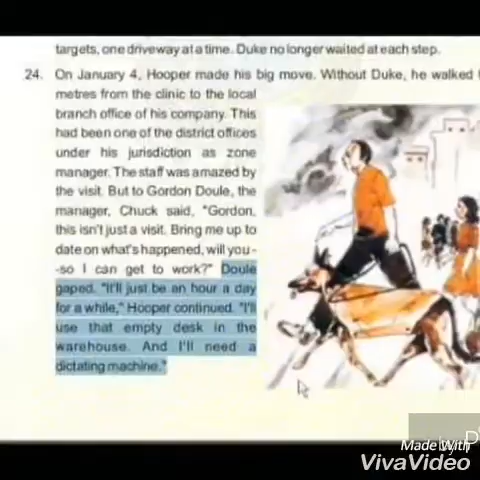 targets, one driveway at a time. Duke no longer waited at each step.
24. On January 4, Hooper made his big move. Without Duke, he walked
metres from the clinic to the local
branch office of his company. This
had been one of the district offices
under his jurisdiction as zone
manager. The staff was amazed by
the visit. But to Gordon Doule, the
manager, Chuck said, "Gordon,
this isn't just a visit. Bring me up to
date on what's happened, will you-
-so I can get to work?" Doule
gaped. "It'll just be an hour a day
for a while," Hooper continued. "I'll
use that empty desk in the
warehouse. And I'll need a
dictating machine."
Made With
VivaVideo